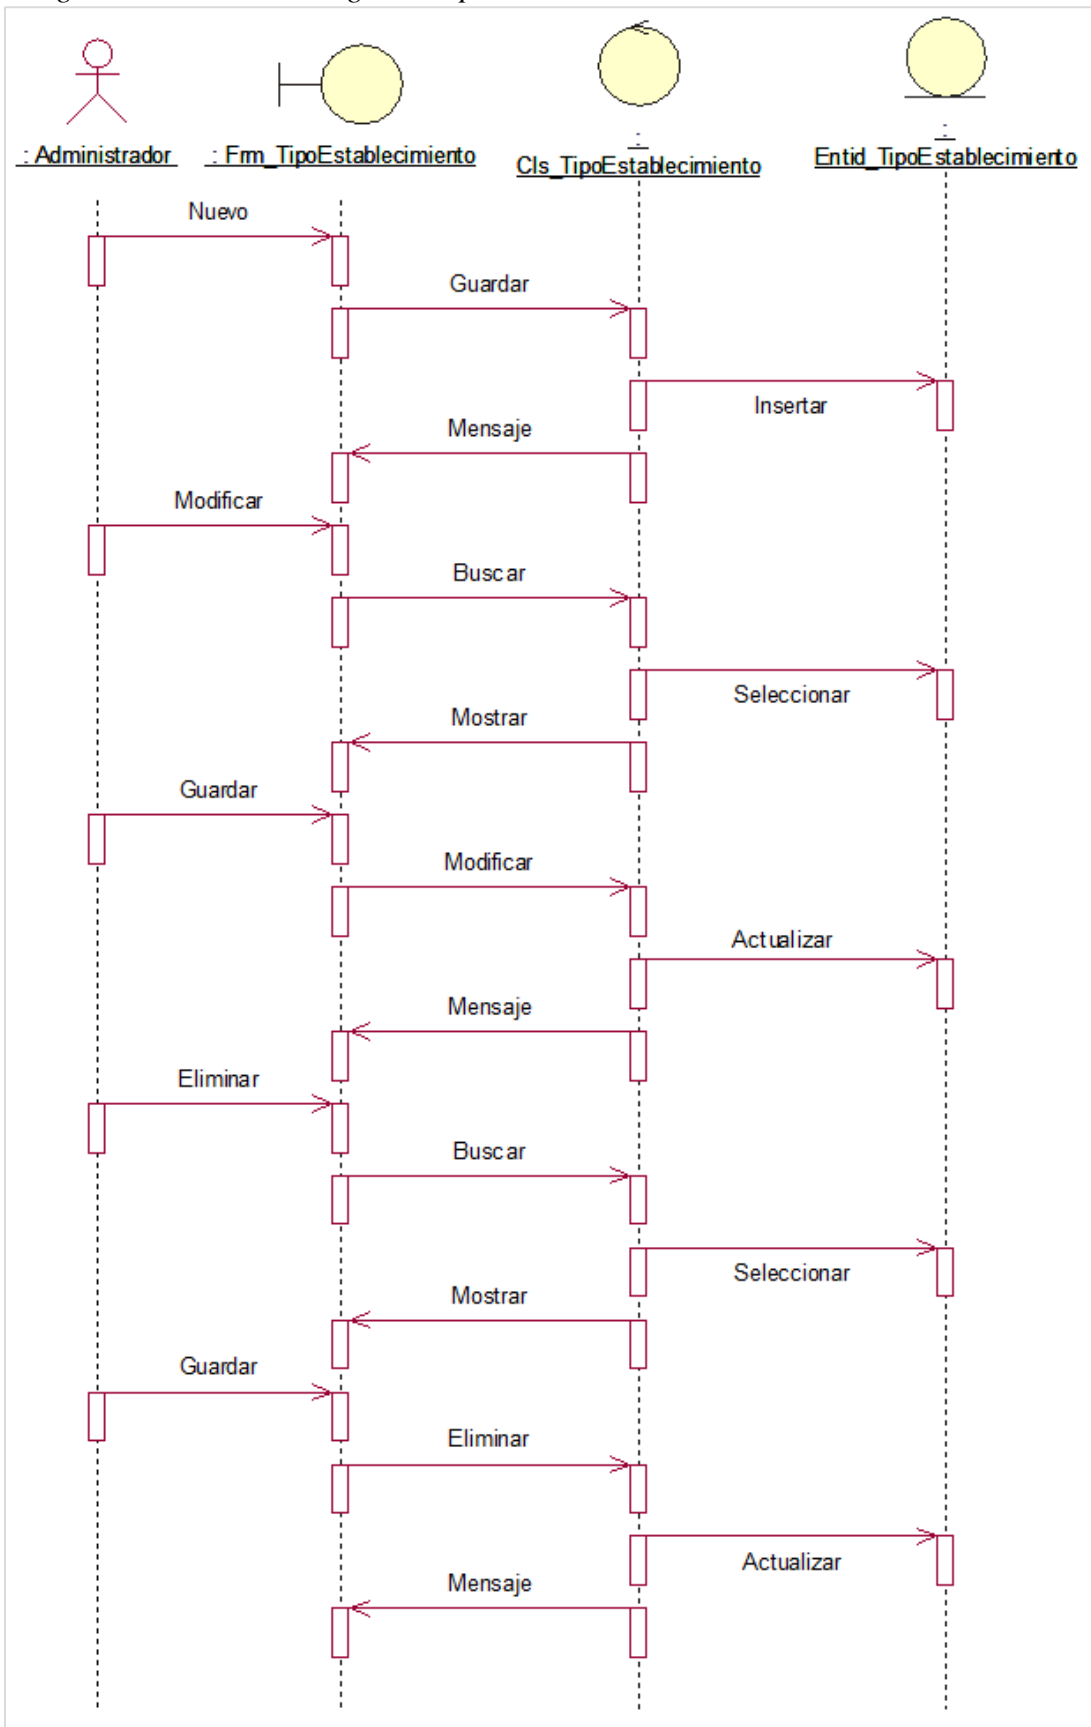 : Administrador
: Frm_TipoEstablecimiento
:
Cls_TipoEstablecimiento
:
Entid_TipoEstablecimiento
Nuevo
Guardar
Insertar
Mensaje
Modificar
Buscar
Seleccionar
Mostrar
Guardar
Modificar
Actualizar
Mensaje
Eliminar
Buscar
Seleccionar
Mostrar
Guardar
Eliminar
Actualizar
Mensaje